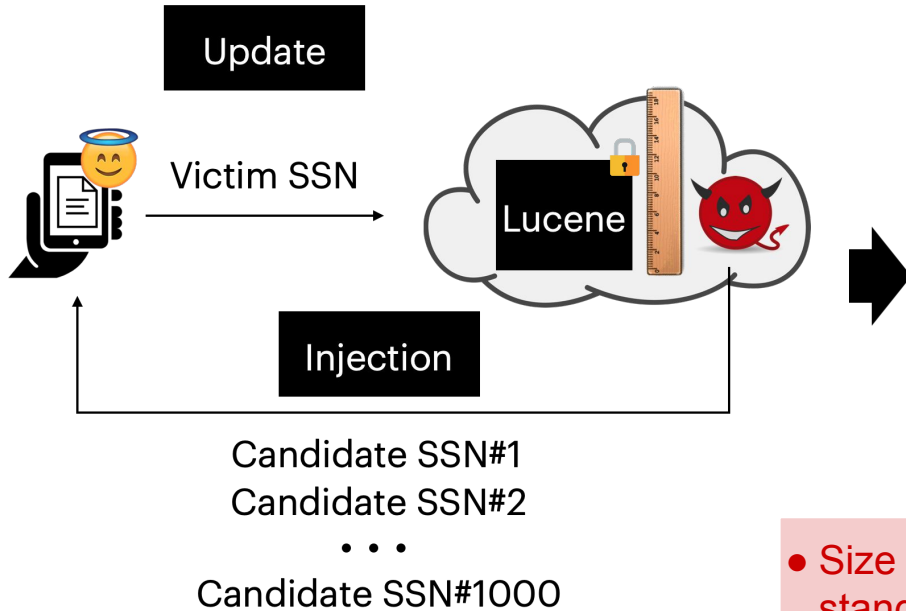 Update
Victim SSN
Lucene
Injection
Candidate SSN#1
Candidate SSN#2
• • •
Candidate SSN#1000
• Size